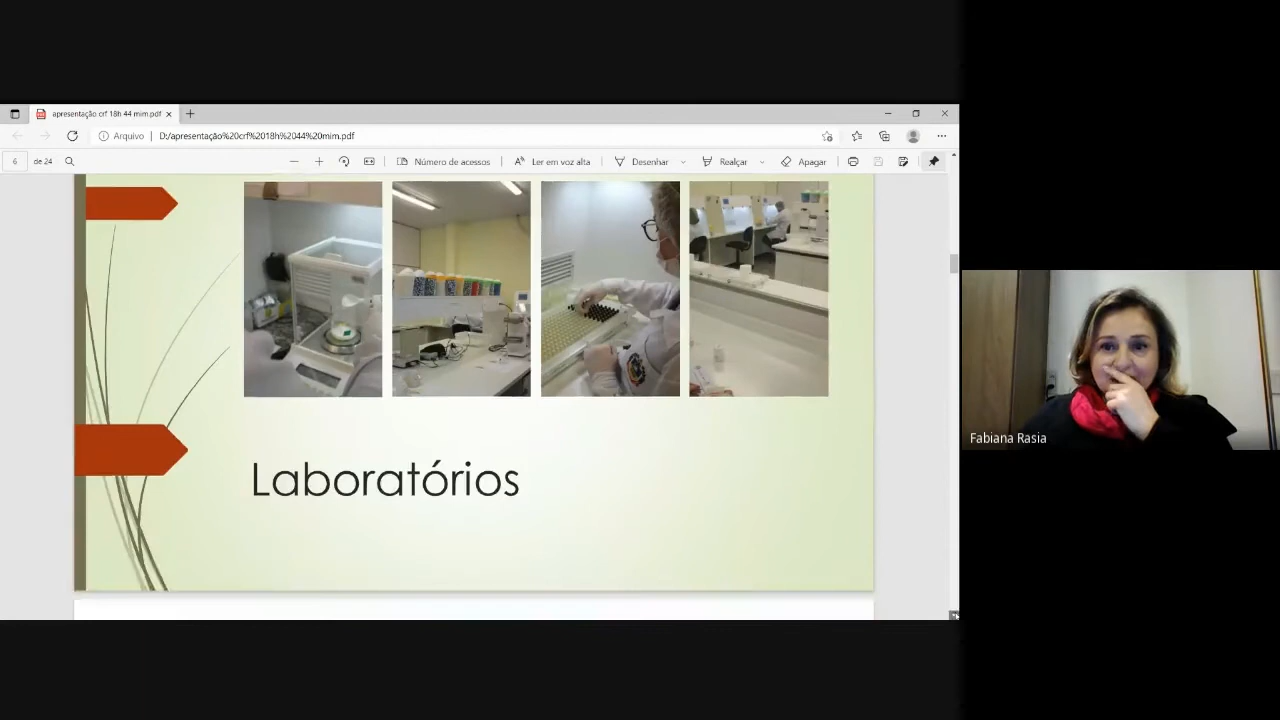 apresentação crf 18h 44 mim.pdf
Arquivo | D:/apresentação%20crf%2018h%2044%20mim.pdf
6 de 24 Número de acessos Ler em voz alta Desenhar Realçar Apagar
Laboratórios
Fabiana Rasia